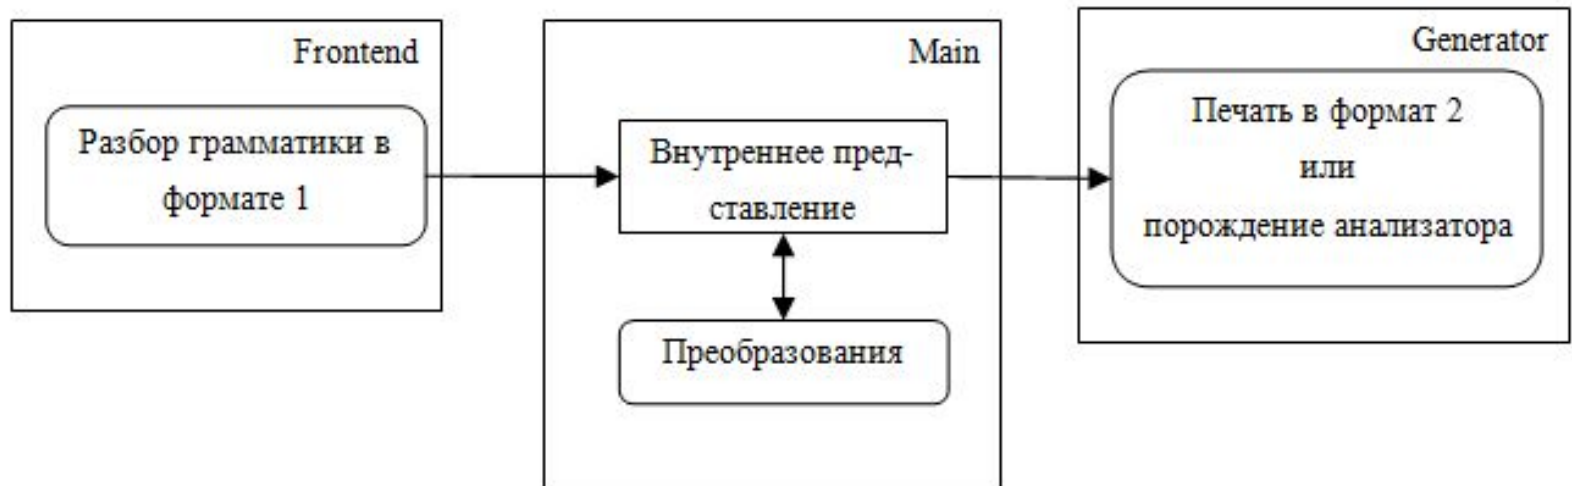 Frontend
Разбор грамматики в
формате 1
Main
Внутреннее пред-
ставление
Преобразования
Generator
Печать в формат 2
или
порождение анализатора